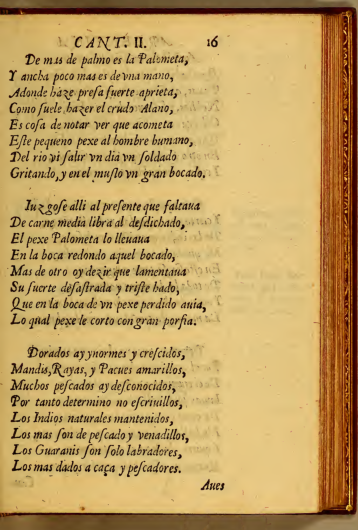 CANT. II. 16
De mas de palmo es la Palometa,
Y ancha poco mas es de vna mano,
Adonde haze presa fuerte aprieta,
Como suele hazer el crudo Alano,
Es cosa de notar ver que acometa
Este pequeno pexe al hombre humano,
Del rio vi salir vn dia vn soldado
Gritando, y en el muslo vn gran bocado.
Iuzgose alli al presente que faltaua
De carne media libra al desdichado,
El pexe Palometa lo lleuaua
En la boca redondo aquel bocado,
Mas de otro oy dezir que lamentaua
Su fuerte desastrada y triste hado,
Que en la boca de vn pexe perdido auia,
Lo qual pexe le corto con gran porfia.
Dorados ay ynormes y crescidos,
Mandis, Rayas, y Pacues amarillos,
Muchos pescados ay desconocidos,
Por tanto determino no escriuillos,
Los Indios naturales mantenidos,
Los mas son de pescado y venadillos,
Los Guaranis son solo labradores,
Los mas dados a caça y pescadores.
Aues